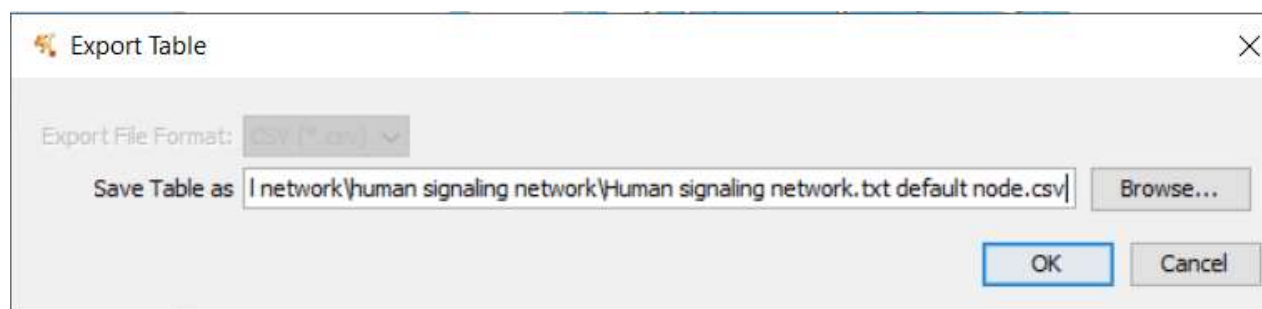 Export Table
Export File Format: CSV (*.csv)
Save Table as l network\human signaling network\Human signaling network.txt default node.csv Browse...
OK Cancel